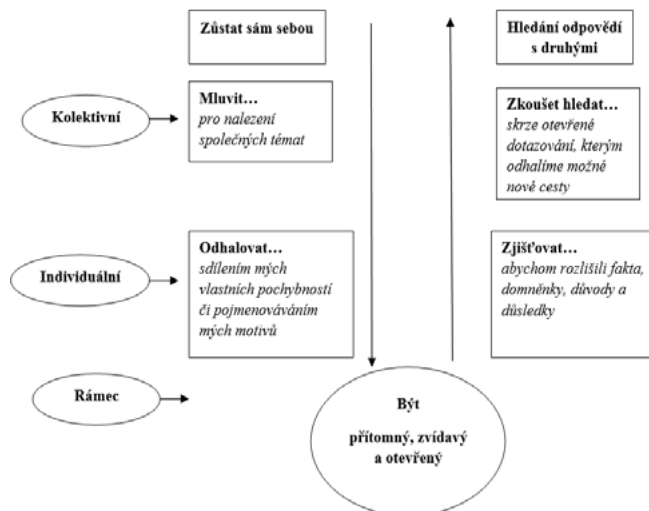 Zůstat sám sebou
Hledání odpovědí
s druhými
Kolektivní
Mluvit…
pro nalezení
společných témat
Zkoušet hledat…
skrze otevřené
dotazování, kterým
odhalíme možné
nové cesty
Individuální
Odhalovat…
sdílením mých
vlastních pochybností
či pojmenováváním
mých motivů
Zjišťovat…
abychom rozlišili fakta,
domněnky, důvody a
důsledky
Rámec
Být
přítomný, zvídavý
a otevřený